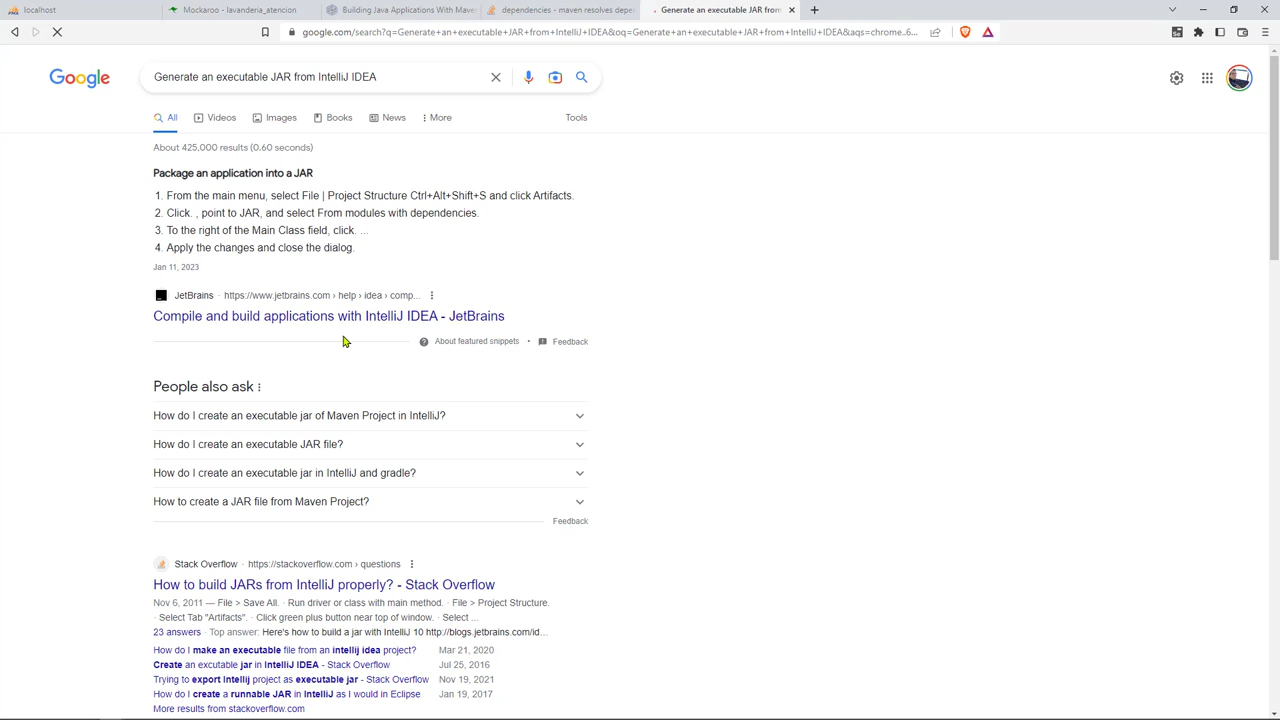 localhost
Mockaroo - lavanderia_atencion
Building Java Applications With Maven
dependencies - maven resolves depe
Generate an executable JAR from
google.com/search?q=Generate+an+executable+JAR+from+IntelliJ+IDEA&oq=Generate+an+executable+JAR+from+IntelliJ+IDEA&aqs=chrome..6...
Google
Generate an executable JAR from IntelliJ IDEA
All
Videos
Images
Books
News
More
Tools
About 425,000 results (0.60 seconds)
Package an application into a JAR
1. From the main menu, select File | Project Structure Ctrl+Alt+Shift+S and click Artifacts.
2. Click. , point to JAR, and select From modules with dependencies.
3. To the right of the Main Class field, click. ...
4. Apply the changes and close the dialog.
Jan 11, 2023
JetBrains · https://www.jetbrains.com › help › idea › comp...
Compile and build applications with IntelliJ IDEA - JetBrains
About featured snippets • Feedback
People also ask
How do I create an executable jar of Maven Project in IntelliJ?
How do I create an executable JAR file?
How do I create an executable jar in IntelliJ and gradle?
How to create a JAR file from Maven Project?
Feedback
Stack Overflow · https://stackoverflow.com › questions
How to build JARs from IntelliJ properly? - Stack Overflow
Nov 6, 2011 — File > Save All. · Run driver or class with main method. · File > Project Structure.
· Select Tab "Artifacts". · Click green plus button near top of window. · Select ...
23 answers · Top answer: Here's how to build a jar with IntelliJ 10 http://blogs.jetbrains.com/id...
How do I make an executable file from an intellij idea project? Mar 21, 2020
Create an excutable jar in IntelliJ IDEA - Stack Overflow Jul 25, 2016
Trying to export Intellij project as executable jar - Stack Overflow Nov 19, 2021
How do I create a runnable JAR in IntelliJ as I would in Eclipse Jan 19, 2017
More results from stackoverflow.com